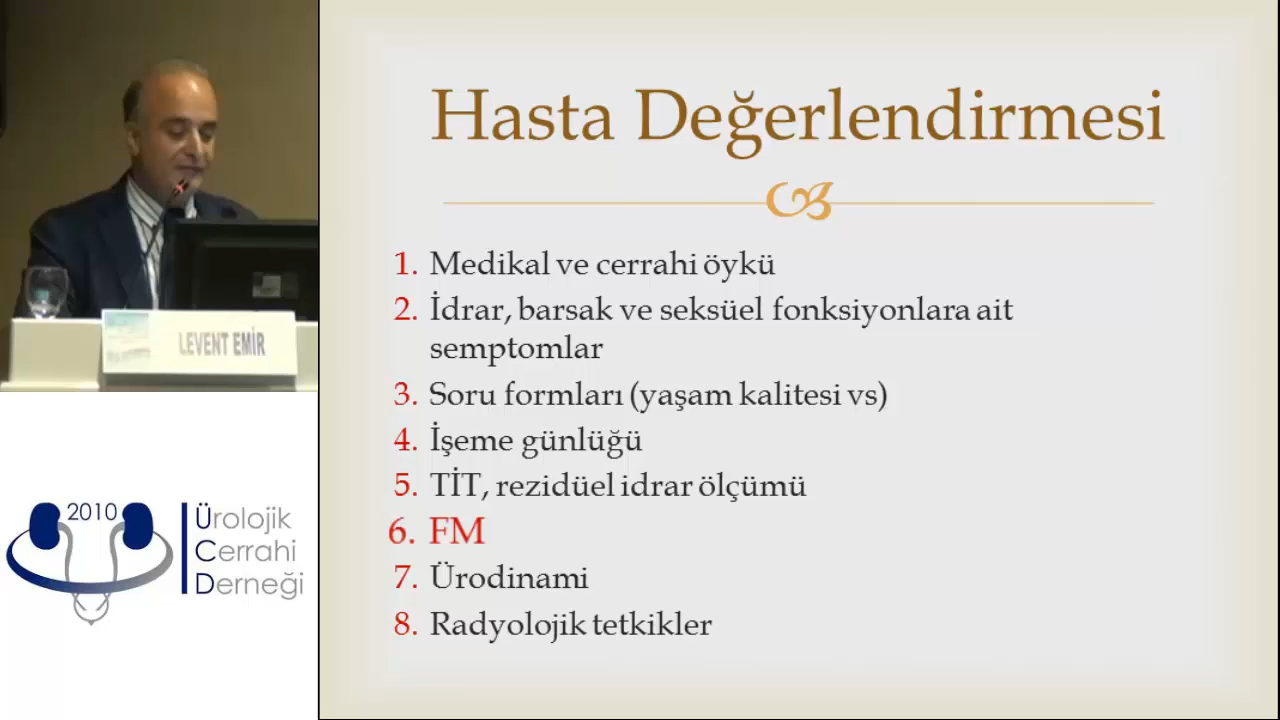 LEVENT EMİR
2010
Ürolojik
Cerrahi
Derneği
Hasta Değerlendirmesi
1. Medikal ve cerrahi öykü
2. İdrar, barsak ve seksüel fonksiyonlara ait
semptomlar
3. Soru formları (yaşam kalitesi vs)
4. İşeme günlüğü
5. TİT, rezidüel idrar ölçümü
6. FM
7. Ürodinami
8. Radyolojik tetkikler